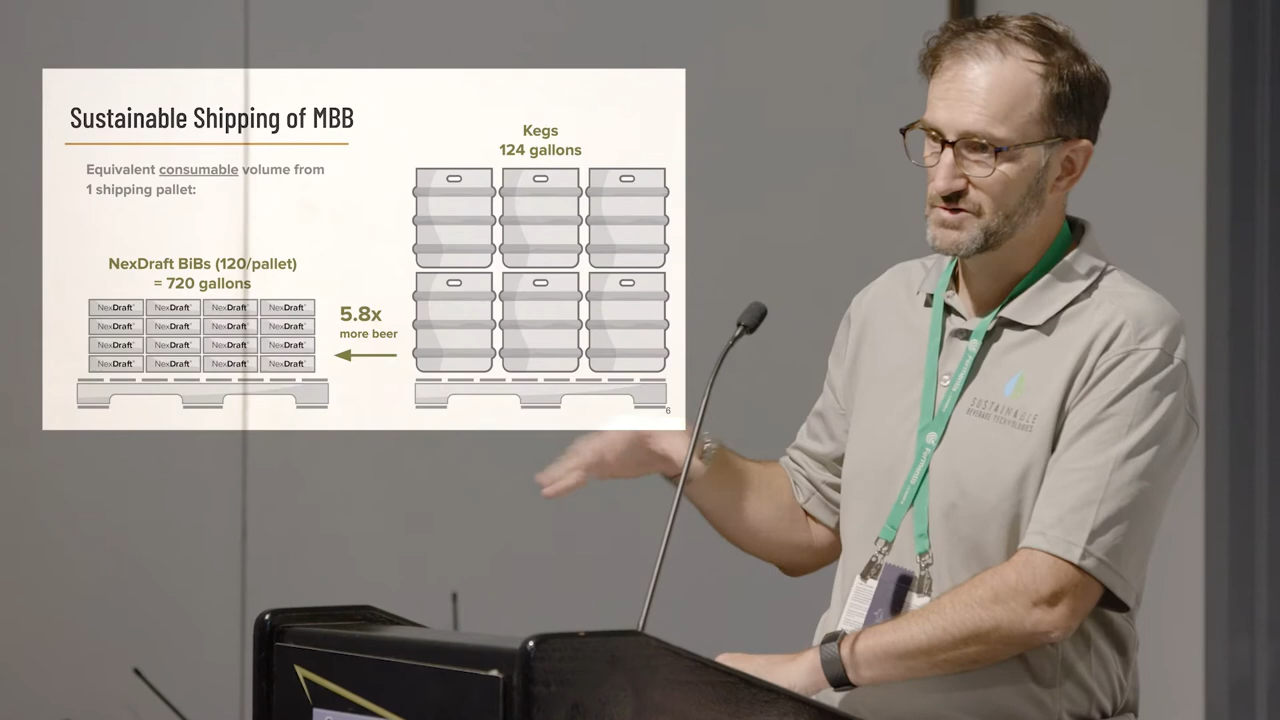 Sustainable Shipping of MBB
Equivalent consumable volume from
1 shipping pallet:
NexDraft BiBs (120/pallet)
= 720 gallons
NexDraft NexDraft NexDraft NexDraft
NexDraft NexDraft NexDraft NexDraft
NexDraft NexDraft NexDraft NexDraft
NexDraft NexDraft NexDraft NexDraft
5.8x
more beer
Kegs
124 gallons
6
SUSTAINABLE
BEVERAGE TECHNOLOGIES
Fermentis